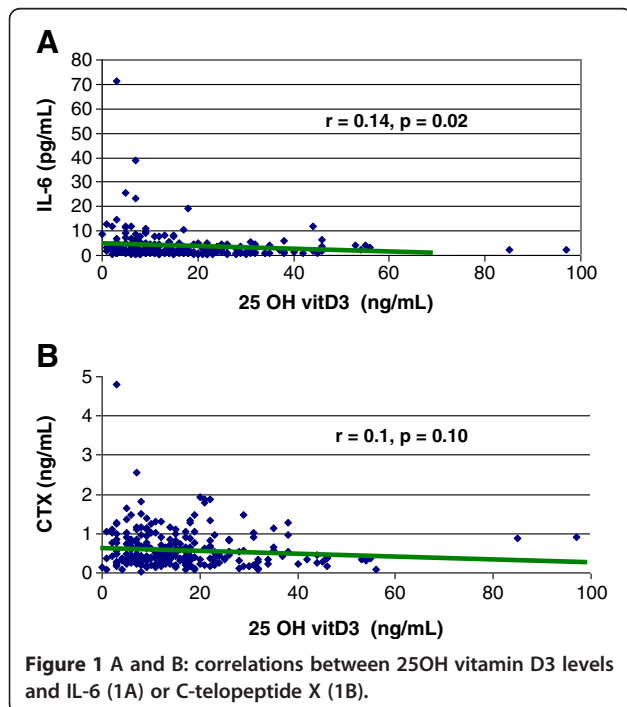 A
IL-6 (pg/mL)
80
70
60
50
40
30
20
10
0
r = 0.14, p = 0.02
0 20 40 60 80 100
25 OH vitD3 (ng/mL)
B
CTX (ng/mL)
5
4
3
2
1
0
r = 0.1, p = 0.10
0 20 40 60 80 100
25 OH vitD3 (ng/mL)
Figure 1 A and B: correlations between 25OH vitamin D3 levels
and IL-6 (1A) or C-telopeptide X (1B).